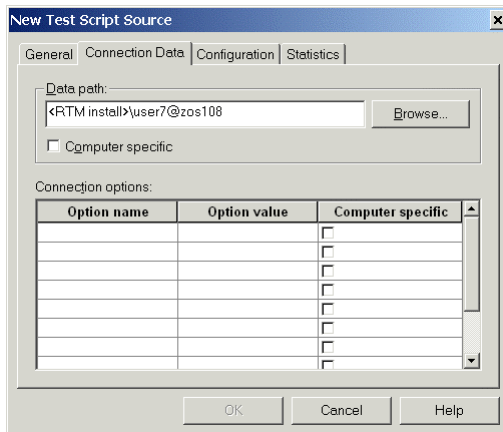 New Test Script Source
General Connection Data Configuration Statistics
Data path:
<RTM install>\user7@zos108
Browse...
Computer specific
Connection options:
Option name Option value Computer specific
OK Cancel Help